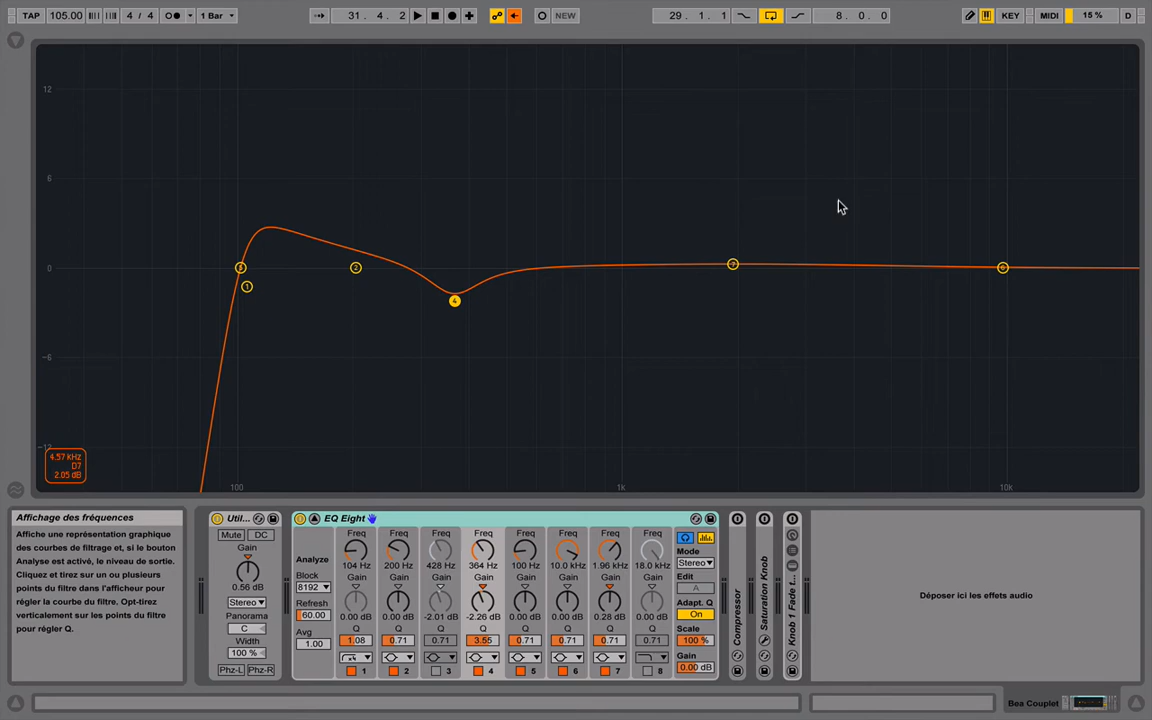 TAP 105.00 4 / 4 1 Bar 31. 4. 2 NEW 29. 1. 1 8. 0. 0 KEY MIDI 15 % D
12
6
0
-6
-12
4.57 kHz
D7
2.05 dB
100 1k 10k
3 2 1 4 7 6
Affichage des fréquences
Affiche une représentation graphique
des courbes de filtrage et, si le bouton
Analyse est activé, le niveau de sortie.
Cliquez et tirez sur un ou plusieurs
points du filtre dans l'afficheur pour
régler la courbe du filtre. Opt-tirez
verticalement sur les points du filtre
pour régler Q.
Util...
Mute DC
Gain
0.56 dB
Stereo
Panorama
C
Width
100 %
Phz-L Phz-R
EQ Eight
Analyze
Block
8192
Refresh
60.00
Avg
1.00
Freq Freq Freq Freq Freq Freq Freq Freq
104 Hz 200 Hz 428 Hz 364 Hz 100 Hz 10.0 kHz 1.96 kHz 18.0 kHz
Gain Gain Gain Gain Gain Gain Gain Gain
0.00 dB 0.00 dB -2.01 dB -2.26 dB 0.00 dB 0.00 dB 0.28 dB 0.00 dB
Q Q Q Q Q Q Q Q
1.08 0.71 0.71 3.55 0.71 0.71 0.71 0.71
1 2 3 4 5 6 7 8
Mode
Stereo
Edit
A
Adapt. Q
On
Scale
100 %
Gain
0.00 dB
Compressor
Saturation Knob
Knob 1 Fade t...
Déposer ici les effets audio
Bea Couplet